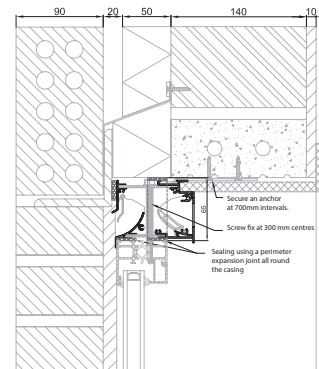 90 20 50 140 10
Secure an anchor
at 700mm intervals.
66
Screw fix at 300 mm centres
Sealing using a perimeter
expansion joint all round
the casing